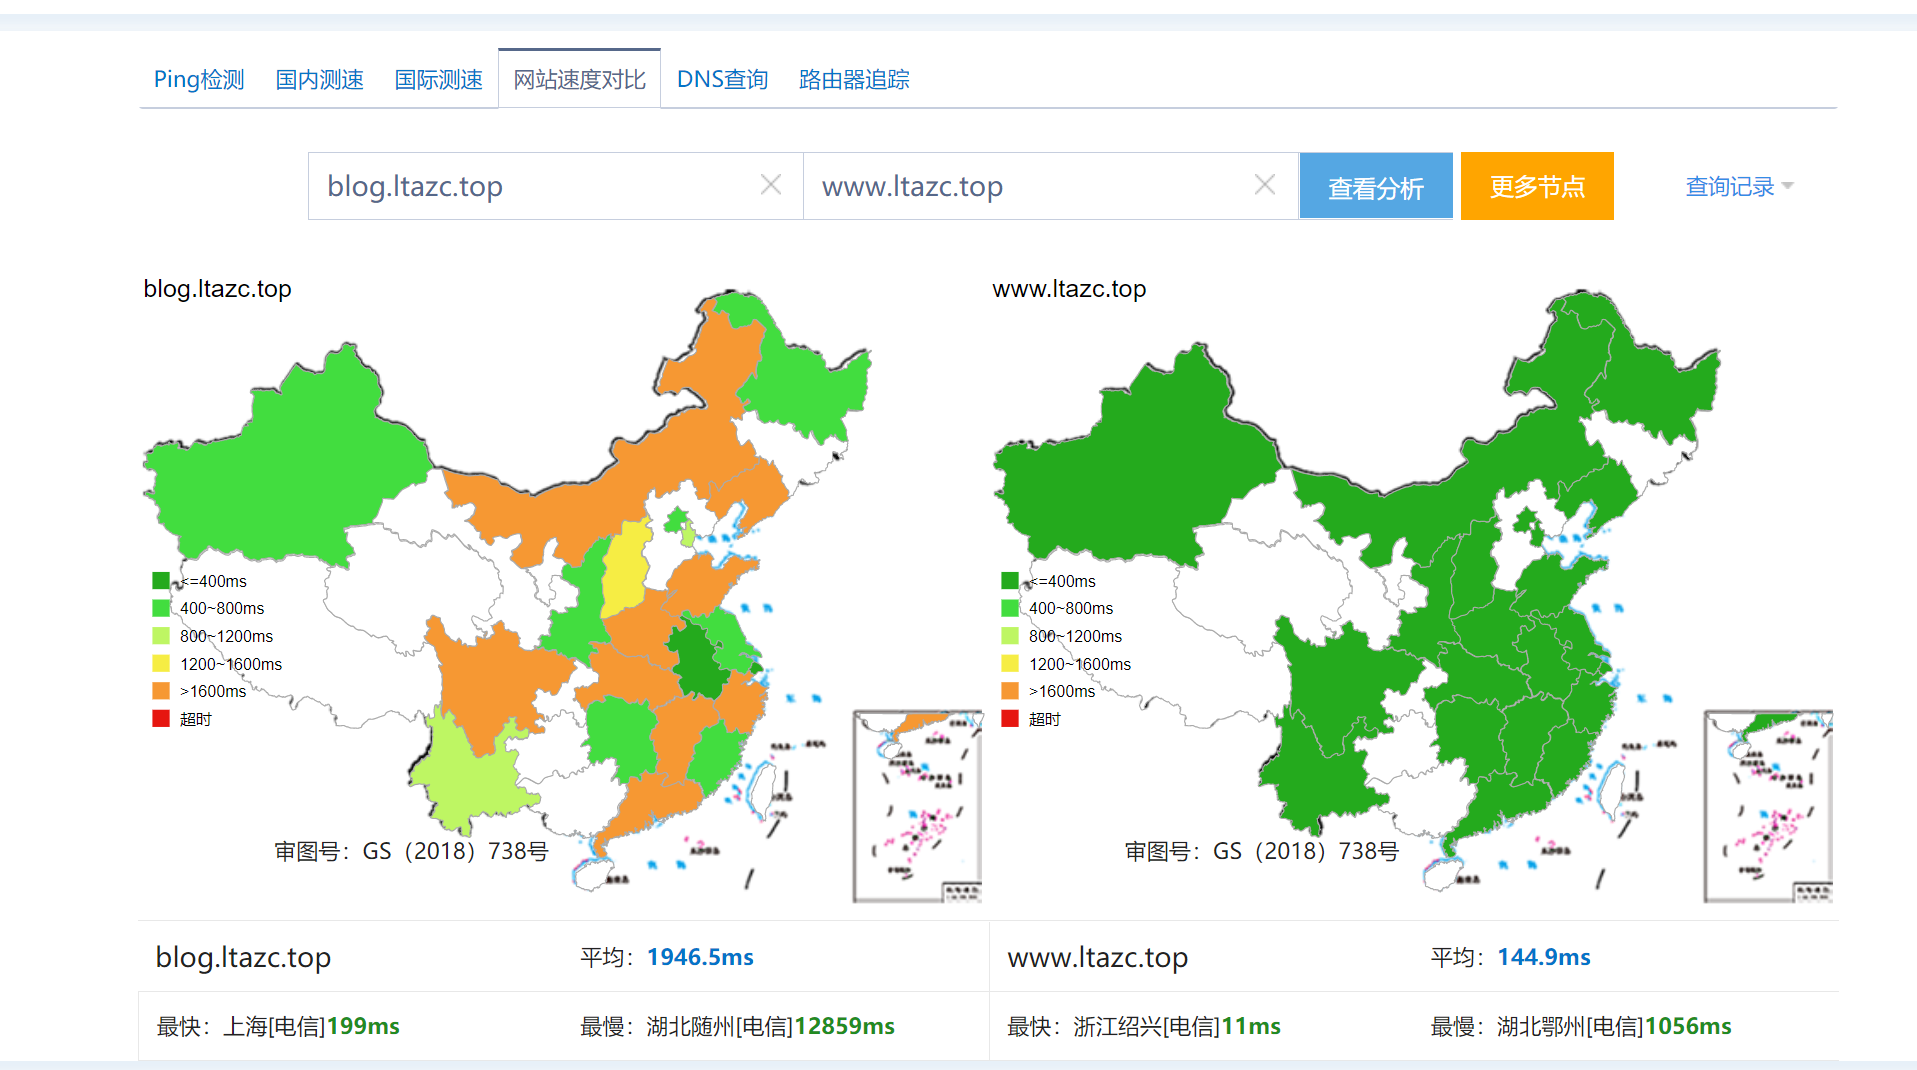 Ping检测 国内测速 国际测速 网站速度对比 DNS查询 路由器追踪
blog.ltazc.top www.ltazc.top 查看分析 更多节点 查询记录
blog.ltazc.top
<=400ms
400~800ms
800~1200ms
1200~1600ms
>1600ms
超时
审图号：GS（2018）738号
www.ltazc.top
<=400ms
400~800ms
800~1200ms
1200~1600ms
>1600ms
超时
审图号：GS（2018）738号
blog.ltazc.top 平均：1946.5ms www.ltazc.top 平均：144.9ms
最快：上海[电信]199ms 最慢：湖北随州[电信]12859ms 最快：浙江绍兴[电信]11ms 最慢：湖北鄂州[电信]1056ms